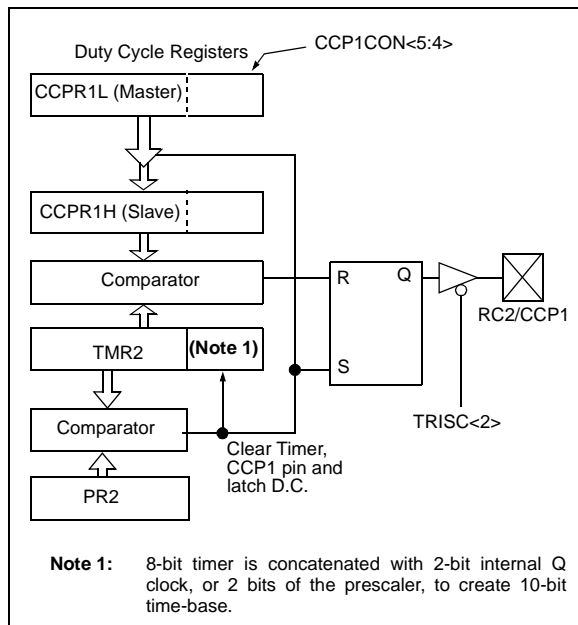 Duty Cycle Registers
CCP1CON<5:4>
CCPR1L (Master)
CCPR1H (Slave)
Comparator
R
Q
RC2/CCP1
TMR2
(Note 1)
S
Comparator
TRISC<2>
Clear Timer,
CCP1 pin and
latch D.C.
PR2
Note 1: 8-bit timer is concatenated with 2-bit internal Q
clock, or 2 bits of the prescaler, to create 10-bit
time-base.